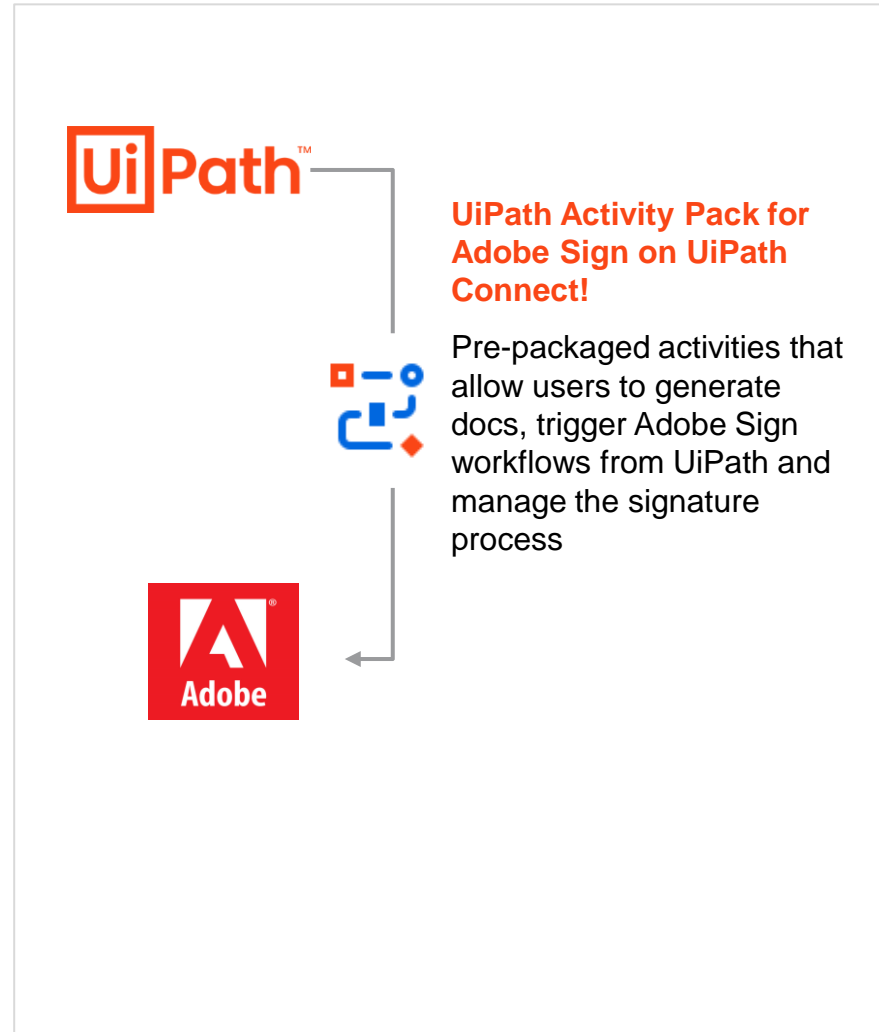 UiPath™
UiPath Activity Pack for
Adobe Sign on UiPath
Connect!
Pre-packaged activities that
allow users to generate
docs, trigger Adobe Sign
workflows from UiPath and
manage the signature
process
®
Adobe